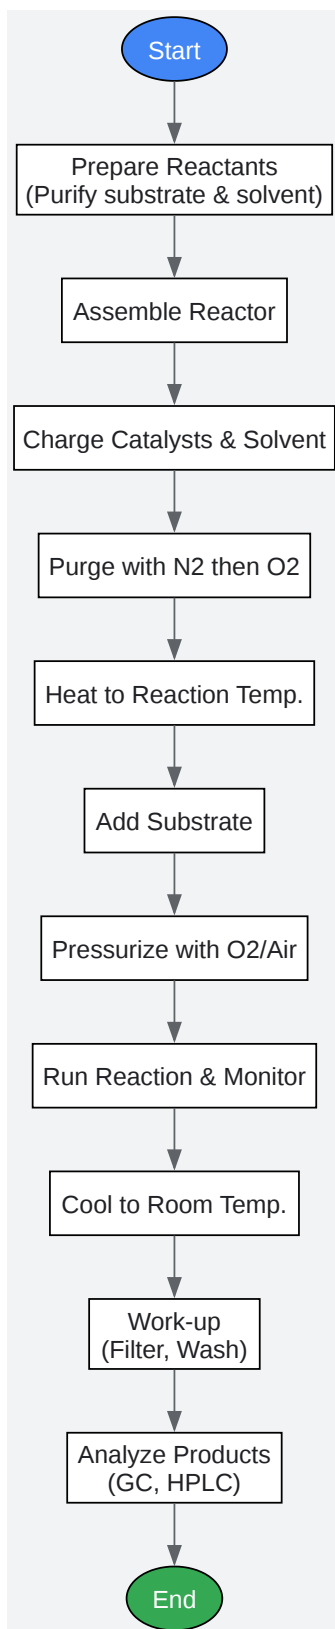 Start
Prepare Reactants
(Purify substrate & solvent)
Assemble Reactor
Charge Catalysts & Solvent
Purge with N2 then O2
Heat to Reaction Temp.
Add Substrate
Pressurize with O2/Air
Run Reaction & Monitor
Cool to Room Temp.
Work-up
(Filter, Wash)
Analyze Products
(GC, HPLC)
End